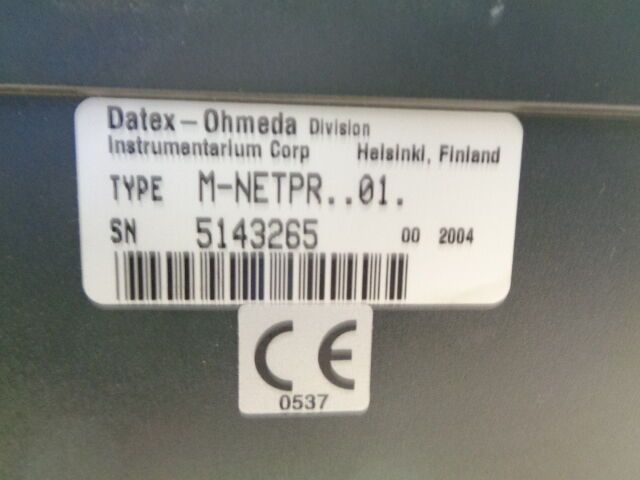 Datex-Ohmeda Division
Instrumentarium Corp Helsinki, Finland
TYPE M-NETPR..01.
SN 5143265 00 2004
CE
0537